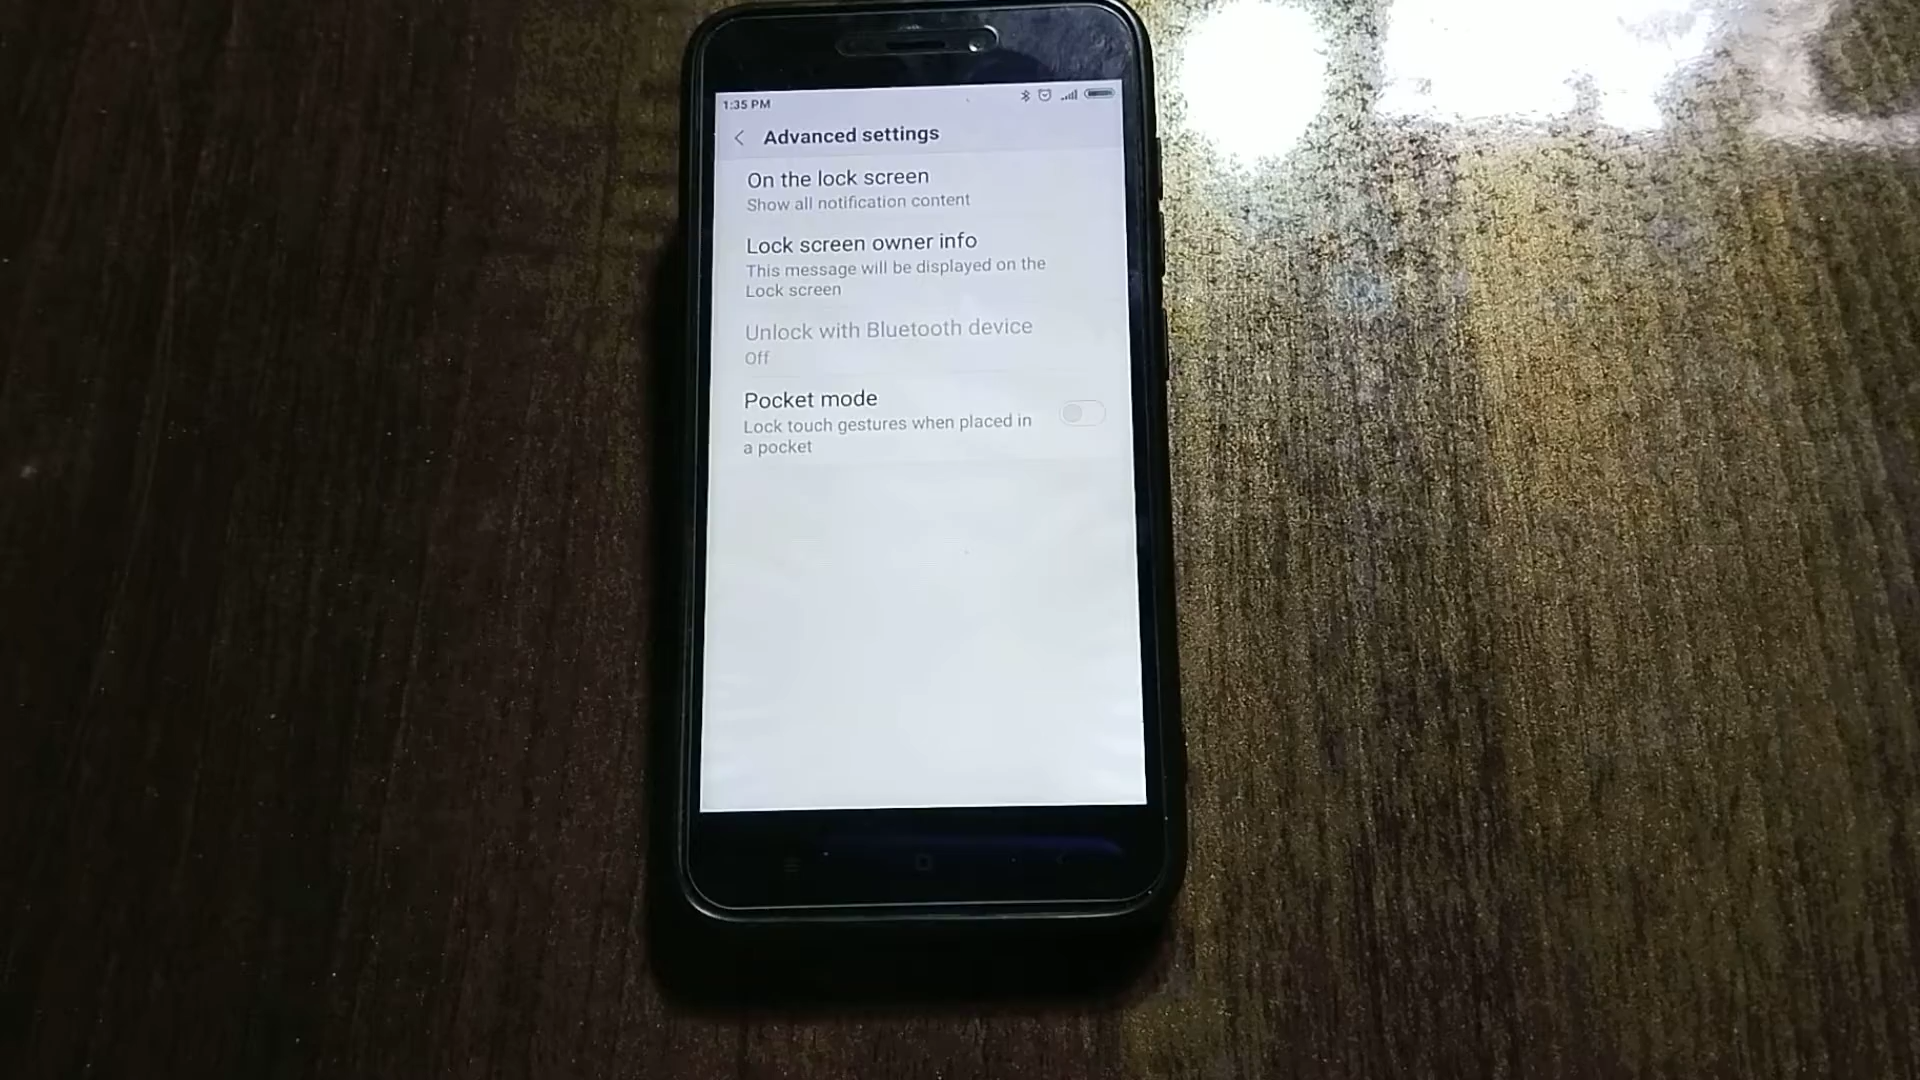 1:35 PM
Advanced settings
On the lock screen
Show all notification content
Lock screen owner info
This message will be displayed on the
Lock screen
Unlock with Bluetooth device
Off
Pocket mode
Lock touch gestures when placed in
a pocket